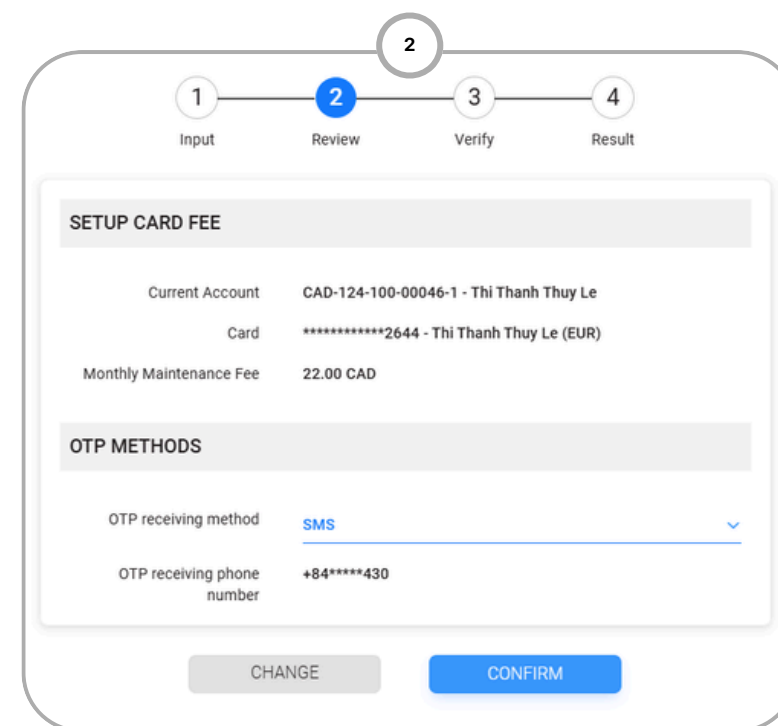 2
1 2 3 4
Input Review Verify Result
SETUP CARD FEE
Current Account CAD-124-100-00046-1 - Thi Thanh Thuy Le
Card ************2644 - Thi Thanh Thuy Le (EUR)
Monthly Maintenance Fee 22.00 CAD
OTP METHODS
OTP receiving method SMS
OTP receiving phone +84*****430
number
CHANGE CONFIRM